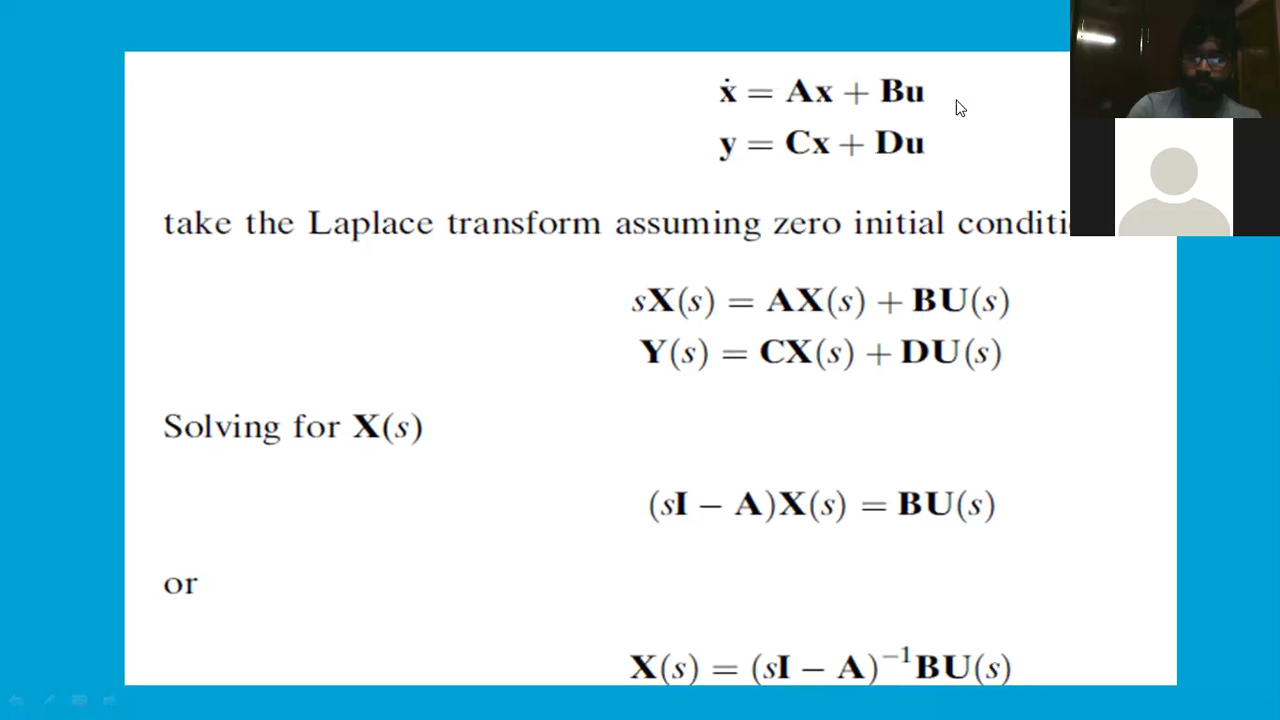 ẋ = Ax + Bu
y = Cx + Du
take the Laplace transform assuming zero initial
sX(s) = AX(s) + BU(s)
Y(s) = CX(s) + DU(s)
Solving for X(s)
(sI − A)X(s) = BU(s)
or
X(s) = (sI − A)⁻¹BU(s)